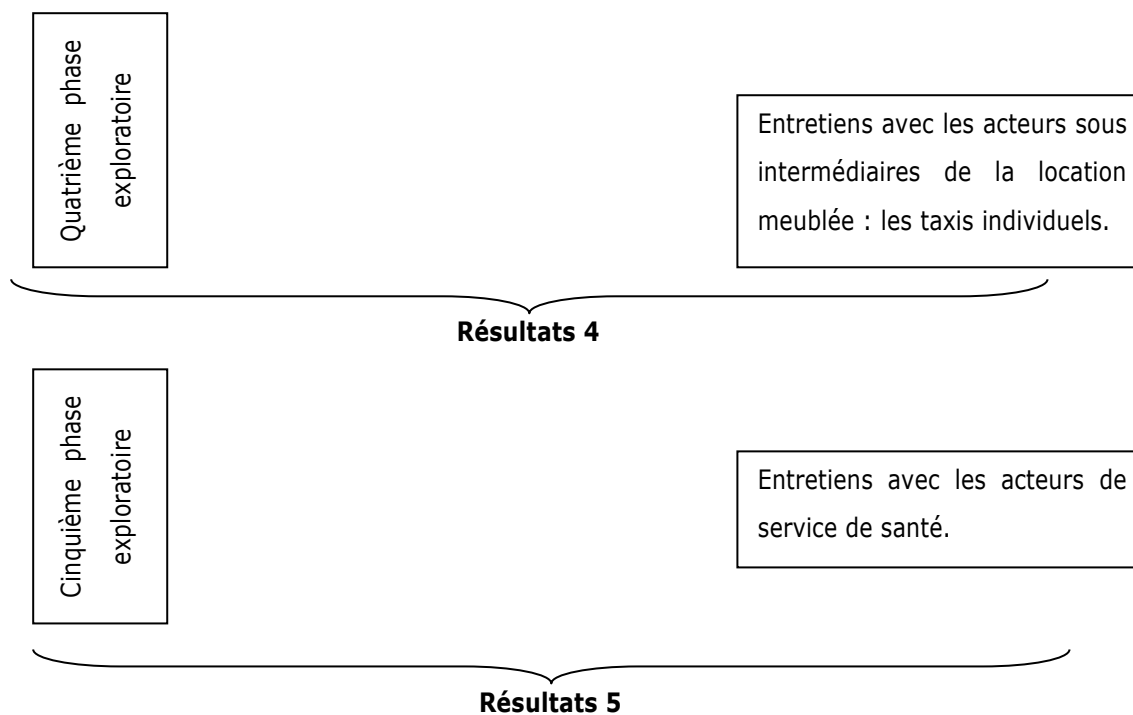 Quatrième phase
exploratoire
Entretiens avec les acteurs sous
intermédiaires de la location
meublée : les taxis individuels.
Résultats 4
Cinquième phase
exploratoire
Entretiens avec les acteurs de
service de santé.
Résultats 5